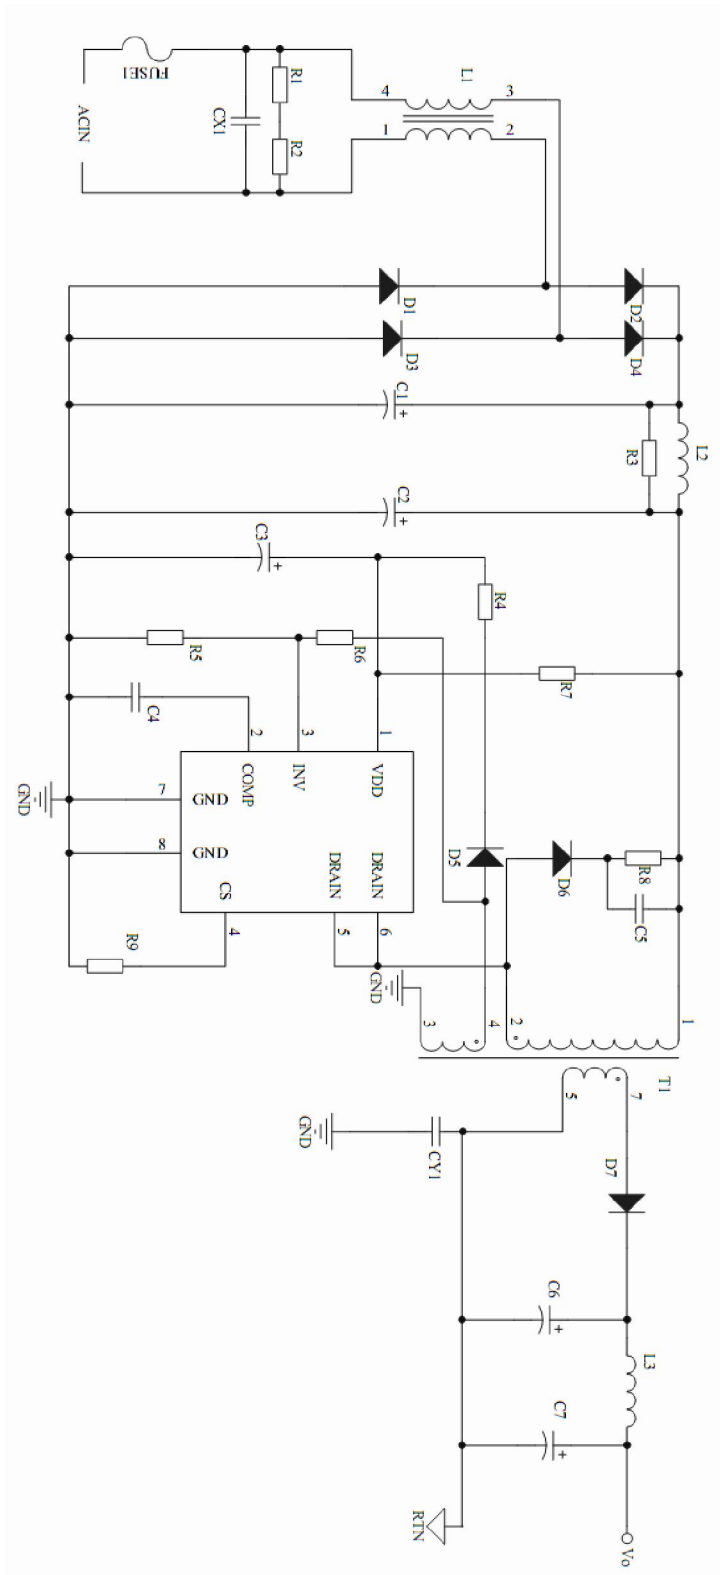 FUSE1
ACIN
CX1
R1
R2
L1
4
3
1
2
D1
D2
D3
D4
C1
+
L2
R3
C2
+
C3
+
R4
R5
R6
R7
C4
2
3
1
COMP
INV
VDD
7
GND
GND
8
GND
DRAIN
DRAIN
CS
4
5
6
D5
D6
R8
C5
R9
GND
3
4
2
1
T1
5
7
GND
CY1
D7
C6
+
L3
C7
+
RTN
Vo